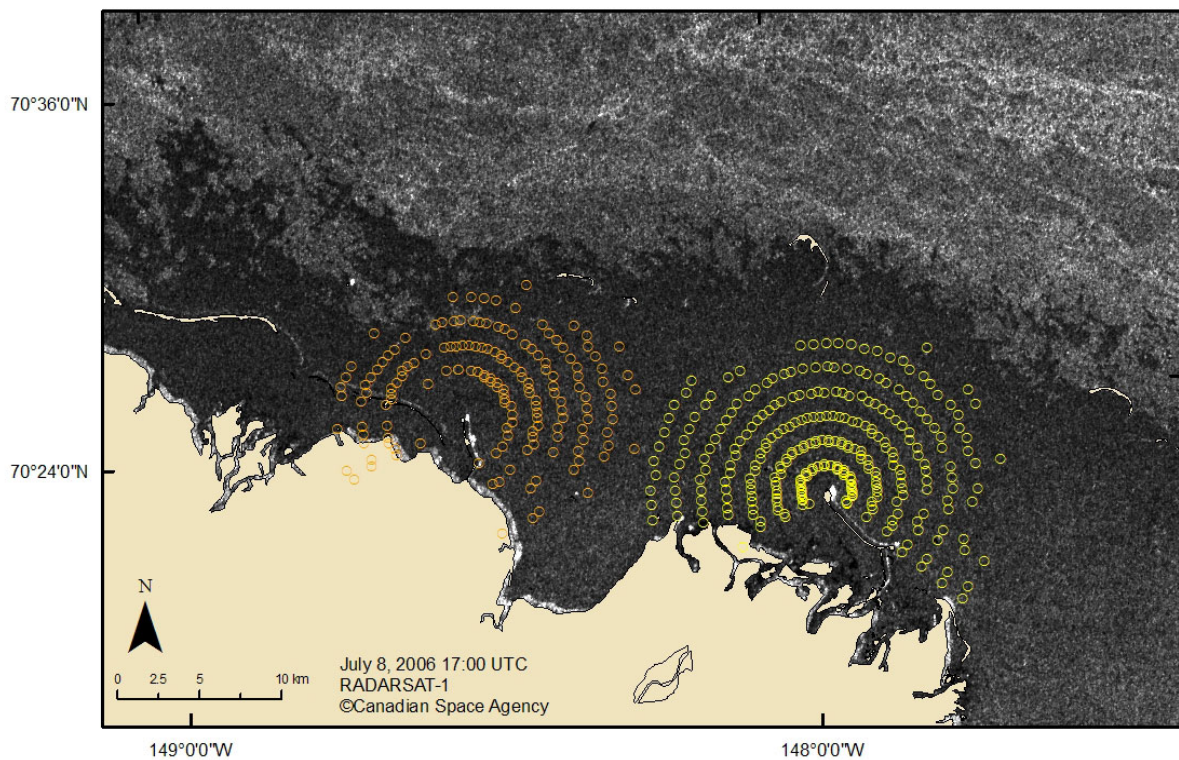 70°36'0"N
70°24'0"N
N
0 2.5 5 10 km
July 8, 2006 17:00 UTC
RADARSAT-1
©Canadian Space Agency
149°0'0"W
148°0'0"W